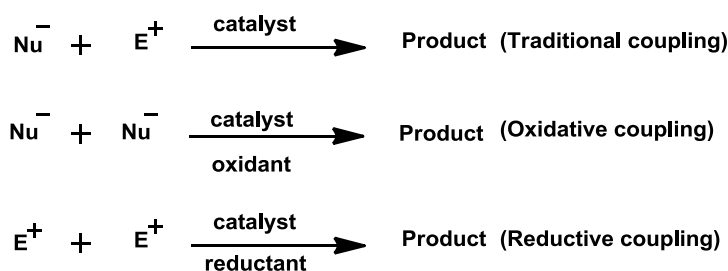 Nu⁻ + E⁺ catalyst Product (Traditional coupling)
Nu⁻ + Nu⁻ catalyst Product (Oxidative coupling)
oxidant
E⁺ + E⁺ catalyst Product (Reductive coupling)
reductant